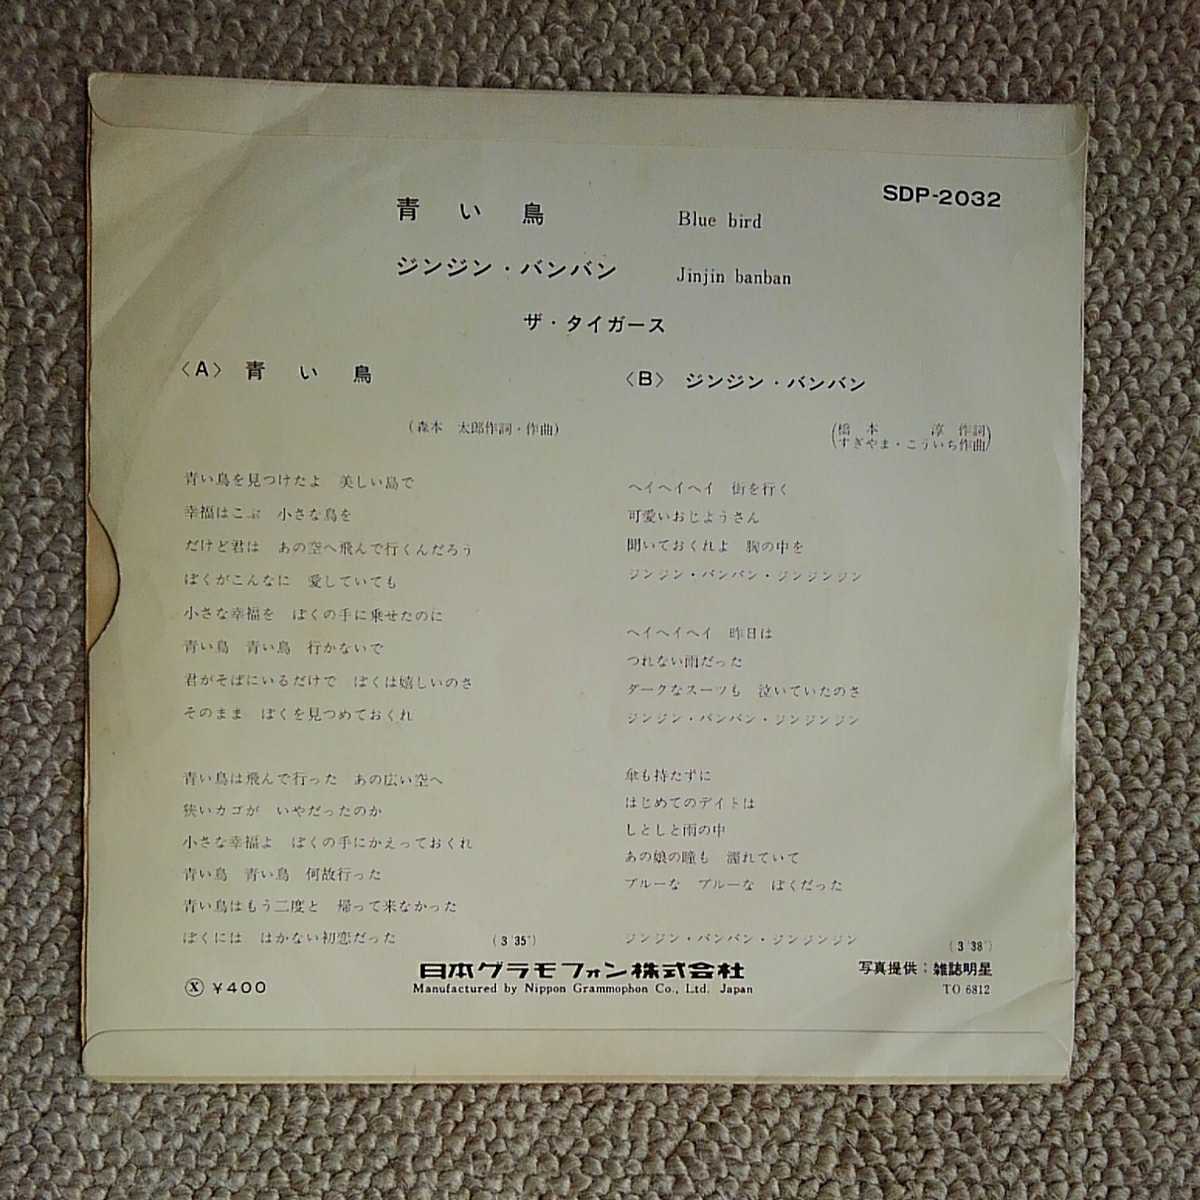 SDP-2032
青い鳥 Blue bird
ジンジン・バンバン Jinjin banban
ザ・タイガース
〈A〉 青い鳥
(森本 太郎作詞・作曲)
青い鳥を見つけたよ 美しい島で
幸福はこぶ 小さな鳥を
だけど君は あの空へ飛んで行くんだろう
ぼくがこんなに 愛していても
小さな幸福を ぼくの手に乗せたのに
青い鳥 青い鳥 行かないで
君がそばにいるだけで ぼくは嬉しいのさ
そのまま ぼくを見つめておくれ
青い鳥は飛んで行った あの広い空へ
狭いカゴが いやだったのか
小さな幸福よ ぼくの手にかえっておくれ
青い鳥 青い鳥 何故行った
青い鳥はもう二度と 帰って来なかった
ぼくには はかない初恋だった (3'35")
〈B〉 ジンジン・バンバン
(橋本 淳 作詞
すぎやま・こういち作曲)
ヘイヘイヘイ 街を行く
可愛いおじようさん
聞いておくれよ 胸の中を
ジンジン・バンバン・ジンジンジン
ヘイヘイヘイ 昨日は
つれない雨だった
ダークなスーツも 泣いていたのさ
ジンジン・バンバン・ジンジンジン
傘も持たずに
はじめてのデイトは
しとしと雨の中
あの娘の瞳も 濡れていて
ブルーな ブルーな ぼくだった
ジンジン・バンバン・ジンジンジン (3'38")
Ⓧ ¥400
日本グラモフォン株式会社
Manufactured by Nippon Grammophon Co., Ltd. Japan
写真提供:雑誌明星
TO 6812